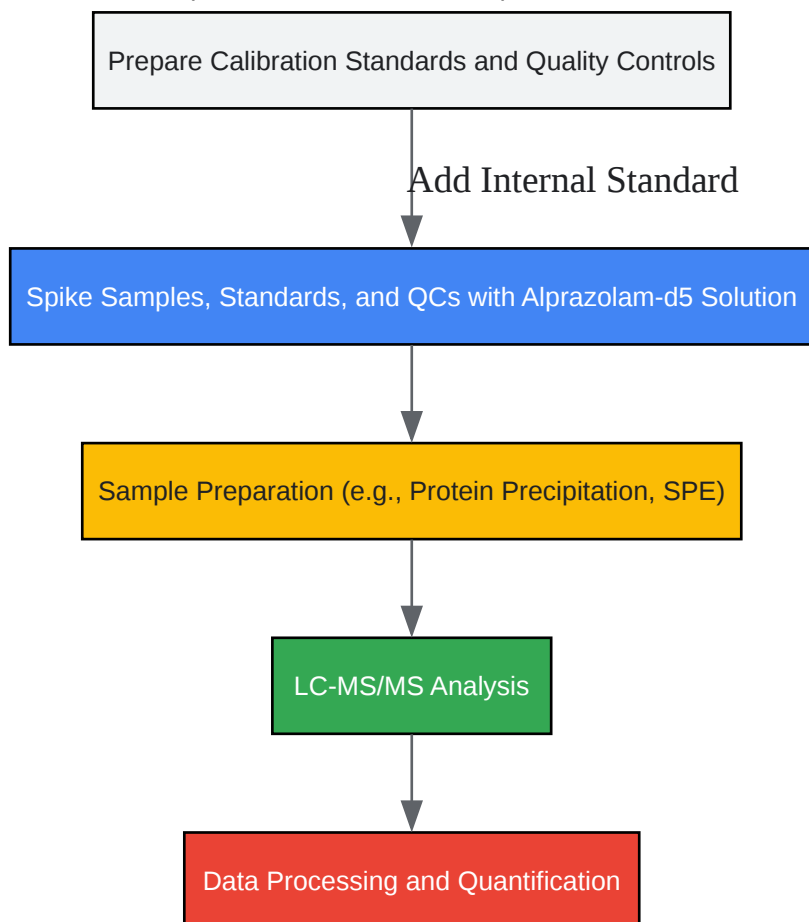 Prepare Calibration Standards and Quality Controls
Add Internal Standard
Spike Samples, Standards, and QCs with Alprazolam-d5 Solution
Sample Preparation (e.g., Protein Precipitation, SPE)
LC-MS/MS Analysis
Data Processing and Quantification